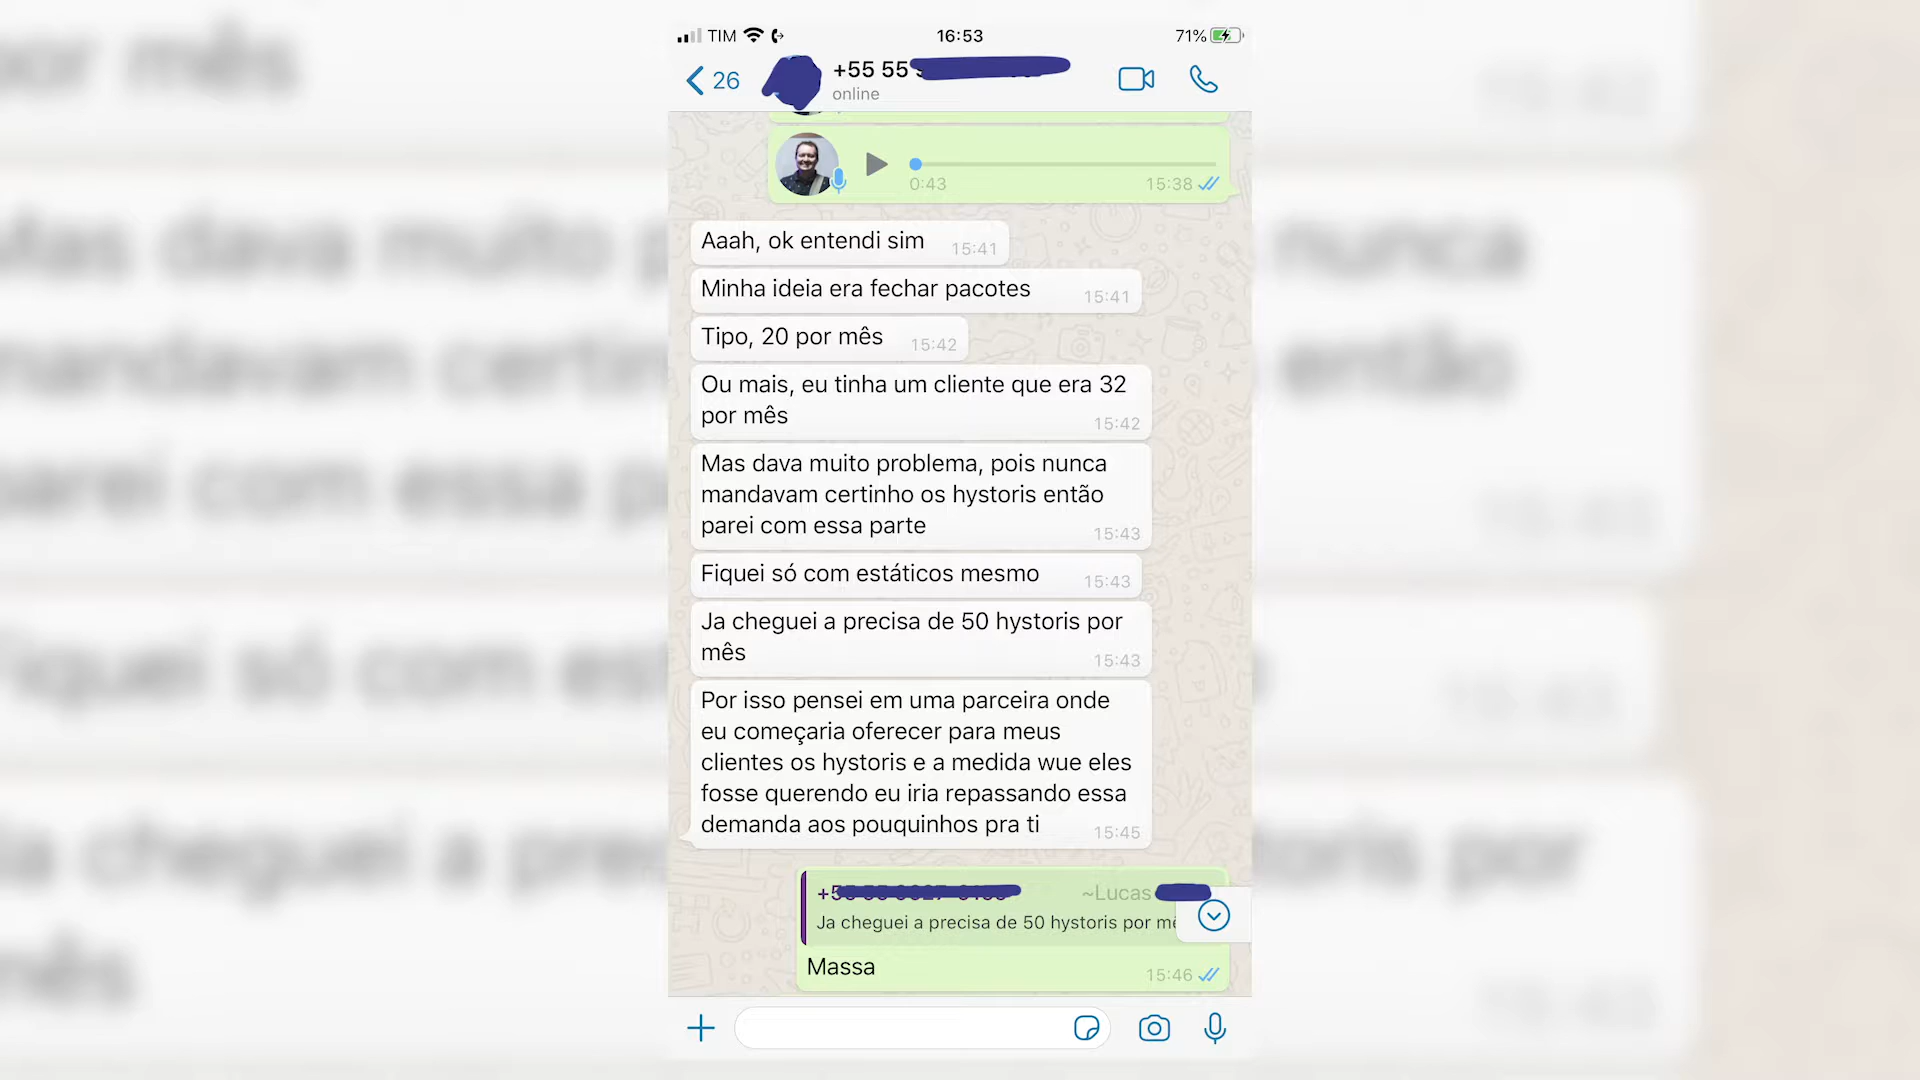 TIM
16:53
71%
26
+55 55
online
0:43
15:38
Aaah, ok entendi sim
15:41
Minha ideia era fechar pacotes
15:41
Tipo, 20 por mês
15:42
Ou mais, eu tinha um cliente que era 32
por mês
15:42
Mas dava muito problema, pois nunca
mandavam certinho os hystoris então
parei com essa parte
15:43
Fiquei só com estáticos mesmo
15:43
Ja cheguei a precisa de 50 hystoris por
mês
15:43
Por isso pensei em uma parceira onde
eu começaria oferecer para meus
clientes os hystoris e a medida wue eles
fosse querendo eu iria repassando essa
demanda aos pouquinhos pra ti
15:45
~Lucas
Ja cheguei a precisa de 50 hystoris por mê
Massa
15:46